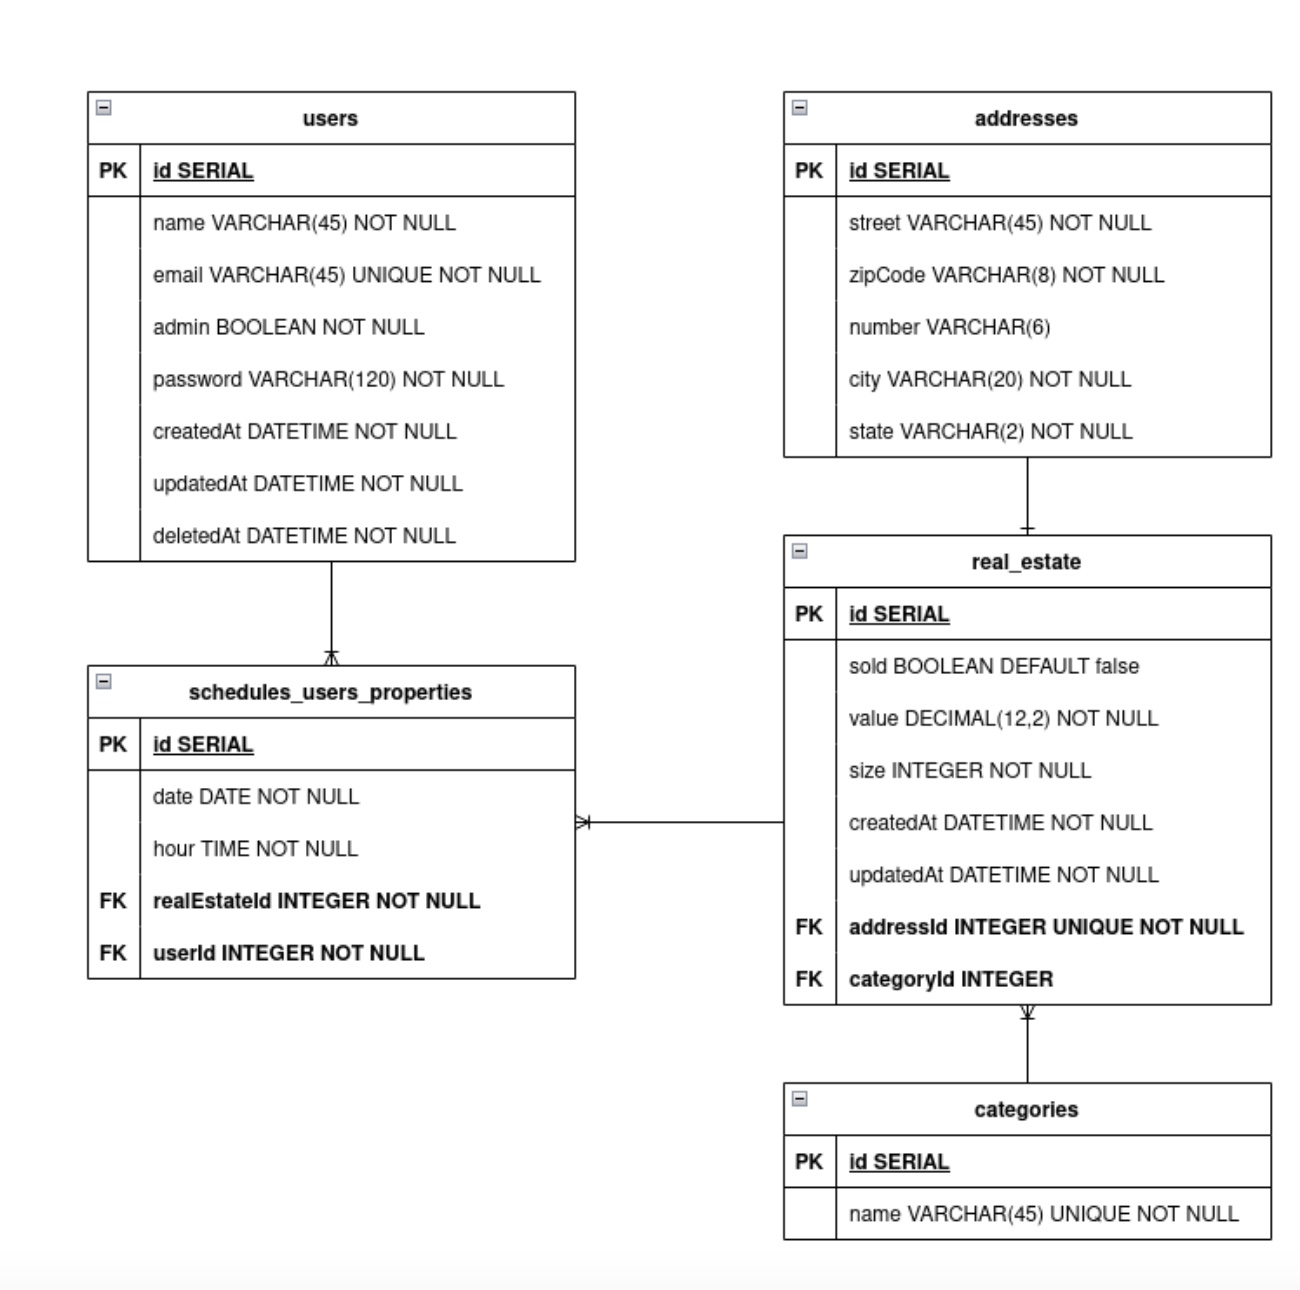 users
PK id SERIAL
name VARCHAR(45) NOT NULL
email VARCHAR(45) UNIQUE NOT NULL
admin BOOLEAN NOT NULL
password VARCHAR(120) NOT NULL
createdAt DATETIME NOT NULL
updatedAt DATETIME NOT NULL
deletedAt DATETIME NOT NULL
schedules_users_properties
PK id SERIAL
date DATE NOT NULL
hour TIME NOT NULL
FK realEstateId INTEGER NOT NULL
FK userId INTEGER NOT NULL
addresses
PK id SERIAL
street VARCHAR(45) NOT NULL
zipCode VARCHAR(8) NOT NULL
number VARCHAR(6)
city VARCHAR(20) NOT NULL
state VARCHAR(2) NOT NULL
real_estate
PK id SERIAL
sold BOOLEAN DEFAULT false
value DECIMAL(12,2) NOT NULL
size INTEGER NOT NULL
createdAt DATETIME NOT NULL
updatedAt DATETIME NOT NULL
FK addressId INTEGER UNIQUE NOT NULL
FK categoryId INTEGER
categories
PK id SERIAL
name VARCHAR(45) UNIQUE NOT NULL